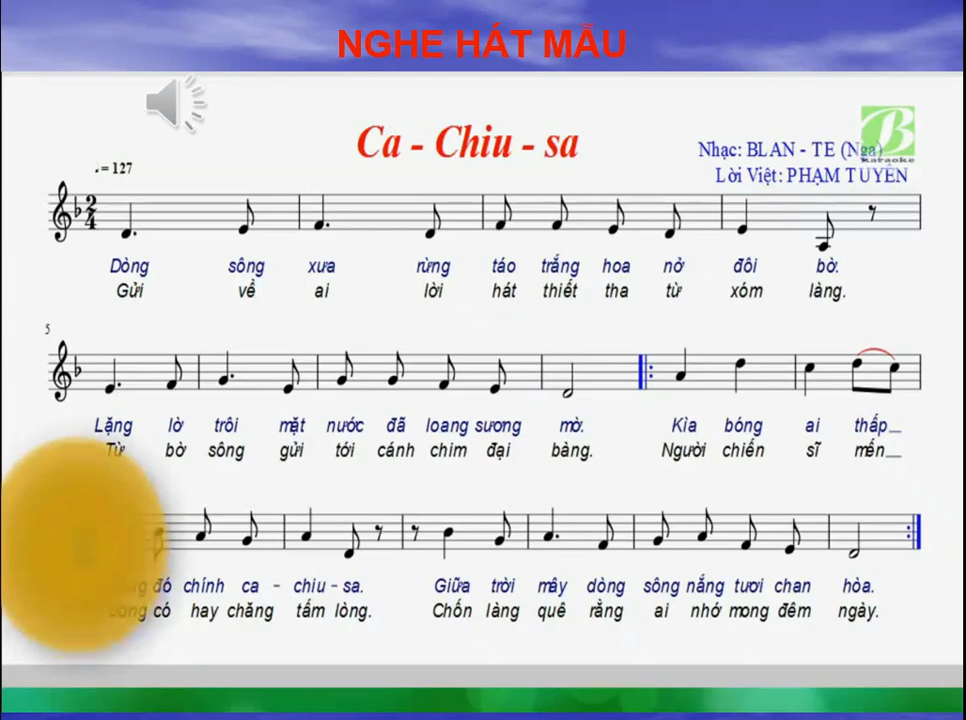 NGHE HÁT MẪU
Ca - Chiu - sa
B
karaoke
Nhạc: BLAN - TE (Nga)
Lời Việt: PHẠM TUYÊN
♩= 127
2
4
Dòng sông xưa rừng táo trắng hoa nở đôi bờ.
Gửi về ai lời hát thiết tha từ xóm làng.
5
Lặng lờ trôi mặt nước đã loang sương mờ. Kìa bóng ai thấp
Từ bờ sông gửi tới cánh chim đại bàng. Người chiến sĩ mến
đó chính ca - chiu - sa. Giữa trời mây dòng sông nắng tươi chan hòa.
có hay chăng tấm lòng. Chốn làng quê rằng ai nhớ mong đêm ngày.